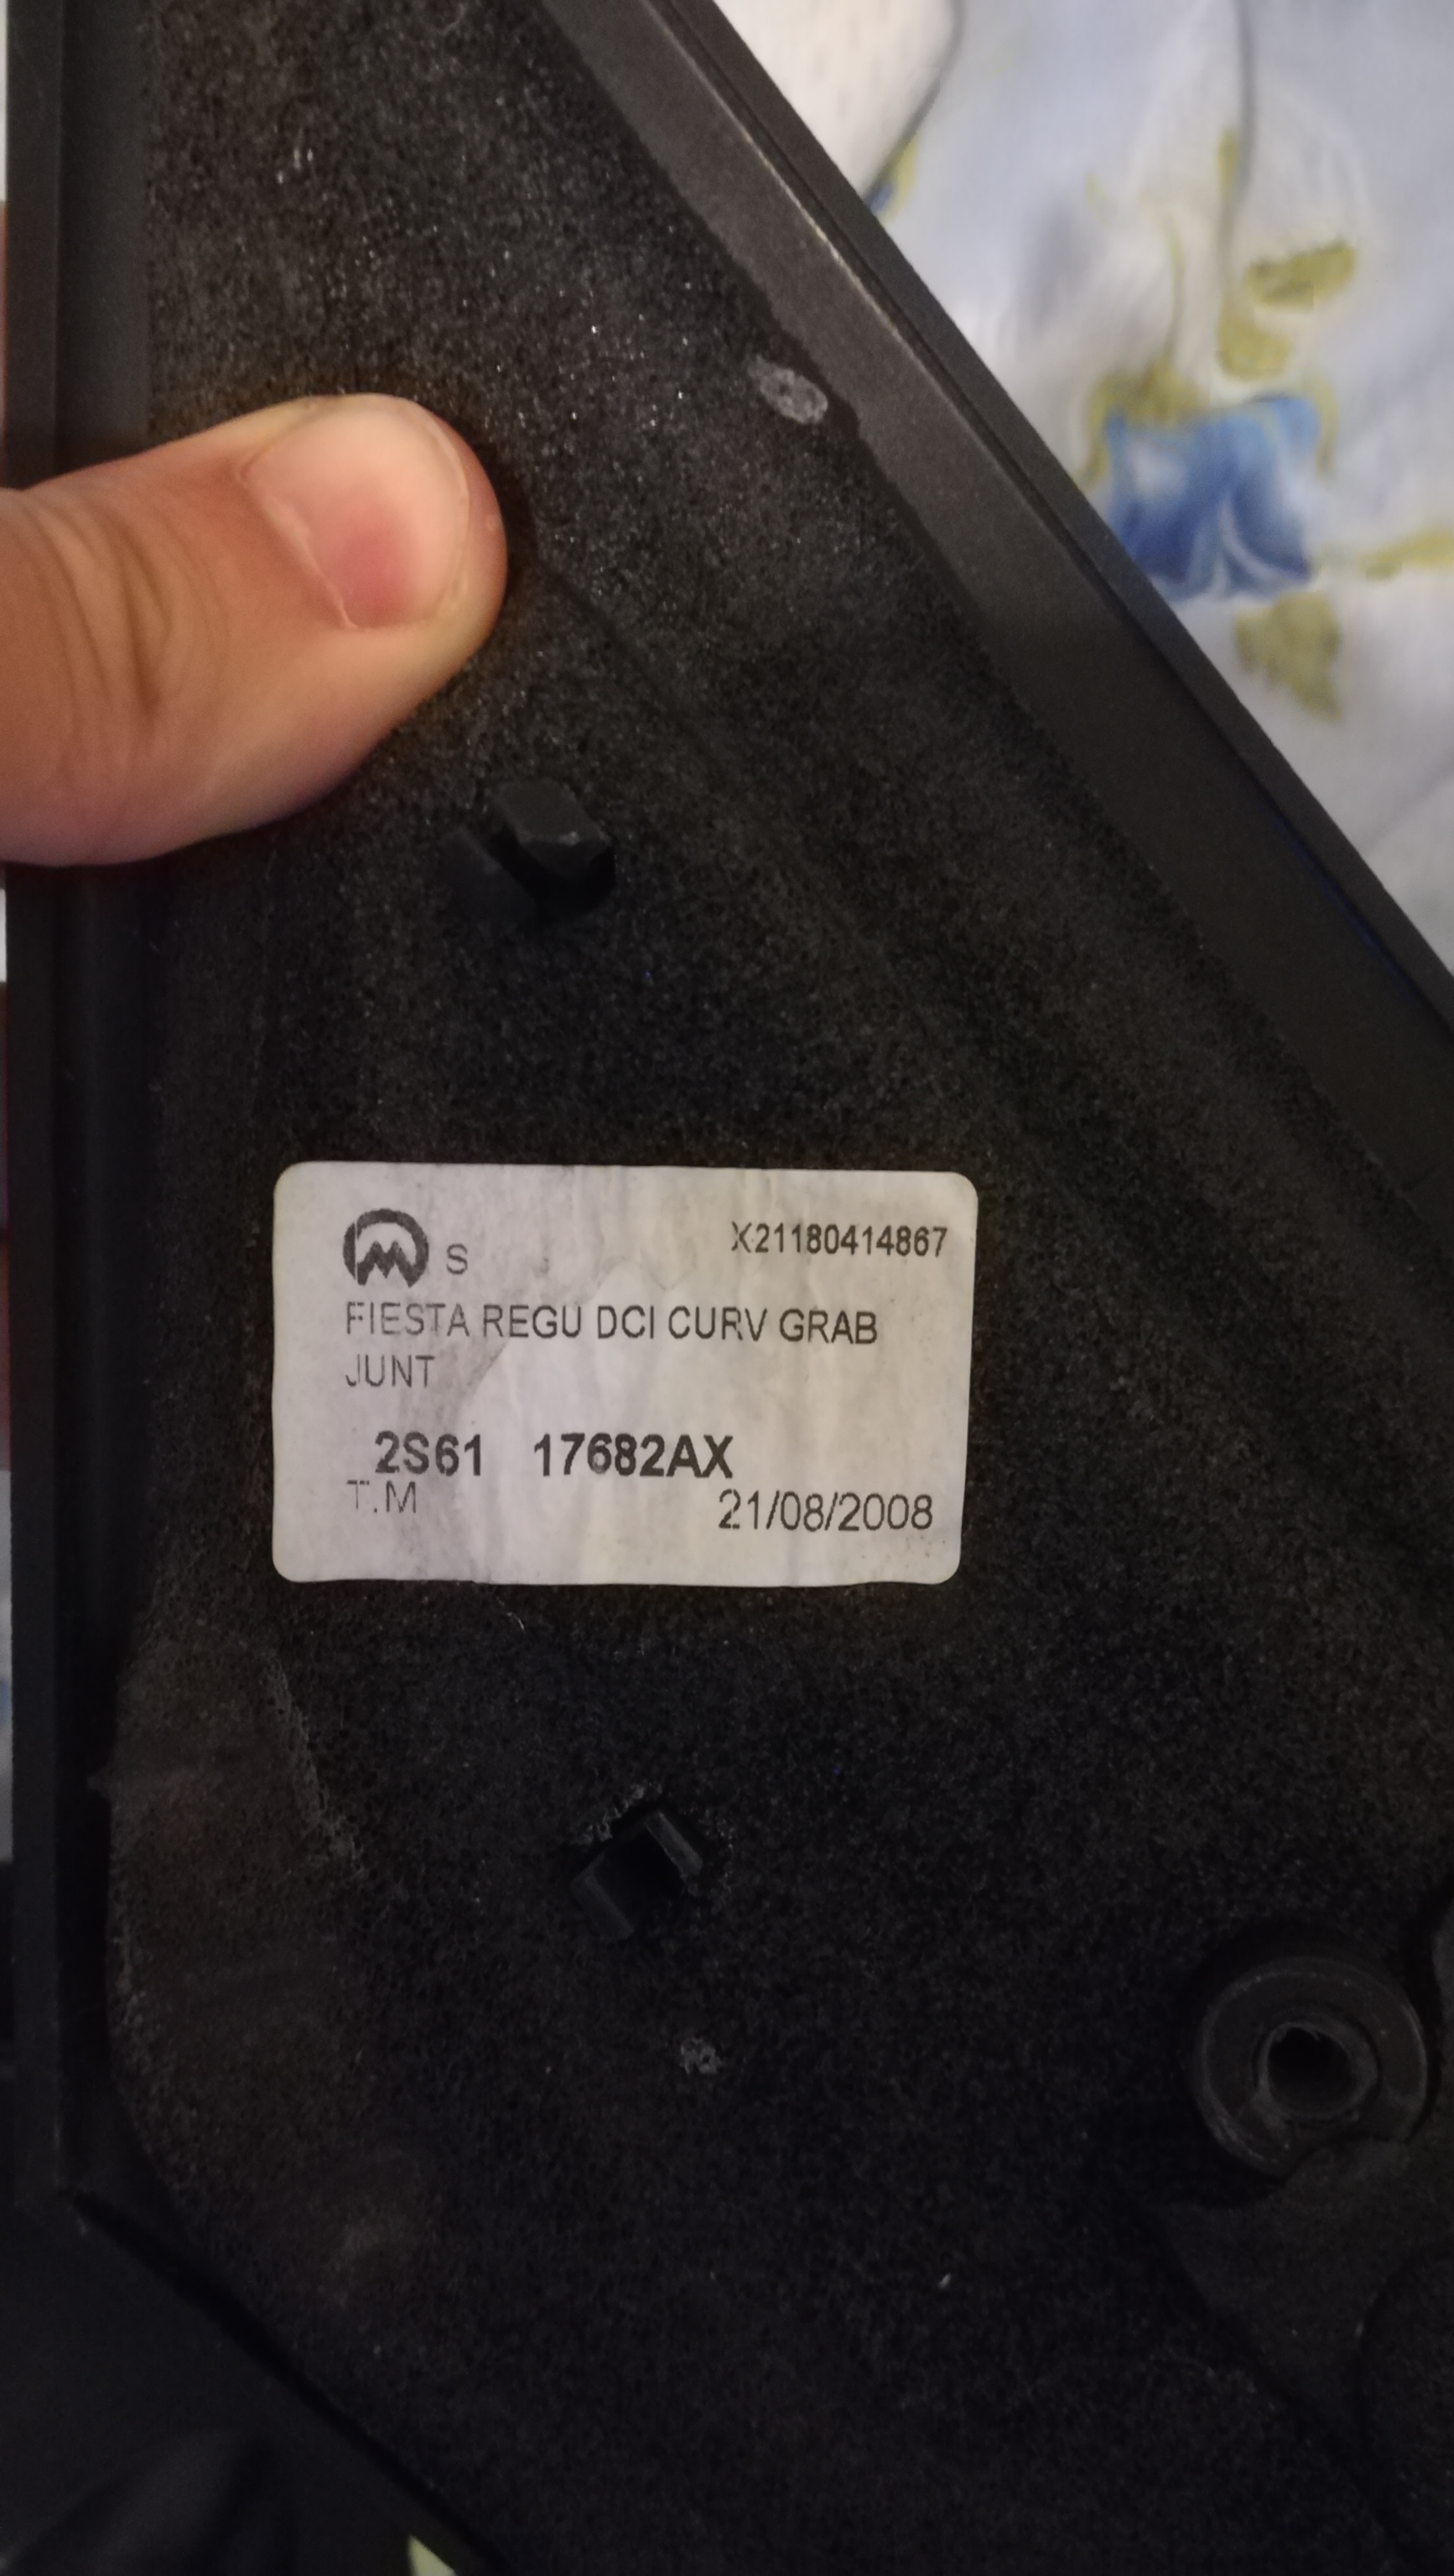 S X21180414867
FIESTA REGU DCI CURV GRAB
JUNT
2S61 17682AX
T.M 21/08/2008